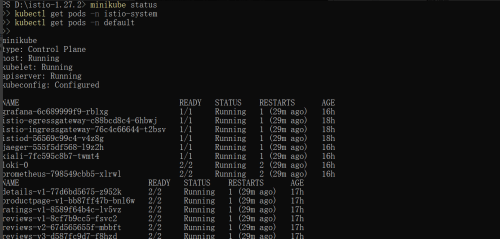 PS D:\istio-1.27.2> minikube status
>> kubectl get pods -n istio-system
>> kubectl get pods -n default
>>
minikube
type: Control Plane
host: Running
kubelet: Running
apiserver: Running
kubeconfig: Configured
NAME READY STATUS RESTARTS AGE
grafana-6c689999f9-rblxg 1/1 Running 1 (29m ago) 16h
istio-egressgateway-c88bcd8c4-6hbwj 1/1 Running 1 (29m ago) 18h
istio-ingressgateway-76c4c66644-t2bsv 1/1 Running 1 (29m ago) 18h
istiod-56569c99c4-v4z8g 1/1 Running 1 (29m ago) 18h
jaeger-555f5df568-l9z2h 1/1 Running 1 (29m ago) 16h
kiali-7fc595c8b7-twmt4 1/1 Running 1 (29m ago) 16h
loki-0 2/2 Running 2 (29m ago) 16h
prometheus-798549cbb5-xlrwl 2/2 Running 2 (29m ago) 16h
NAME READY STATUS RESTARTS AGE
details-v1-77d6bd5675-z952k 2/2 Running 1 (29m ago) 17h
productpage-v1-bb87ff47b-bnl6w 2/2 Running 1 (29m ago) 17h
ratings-v1-8589f64b4c-lv5vz 2/2 Running 1 (29m ago) 17h
reviews-v1-8cf7b9cc5-fsvc2 2/2 Running 1 (29m ago) 17h
reviews-v2-67d565655f-mbbft 2/2 Running 1 (29m ago) 17h
reviews-v3-d587fc9d7-f8hzd 2/2 Running 1 (29m ago) 17h